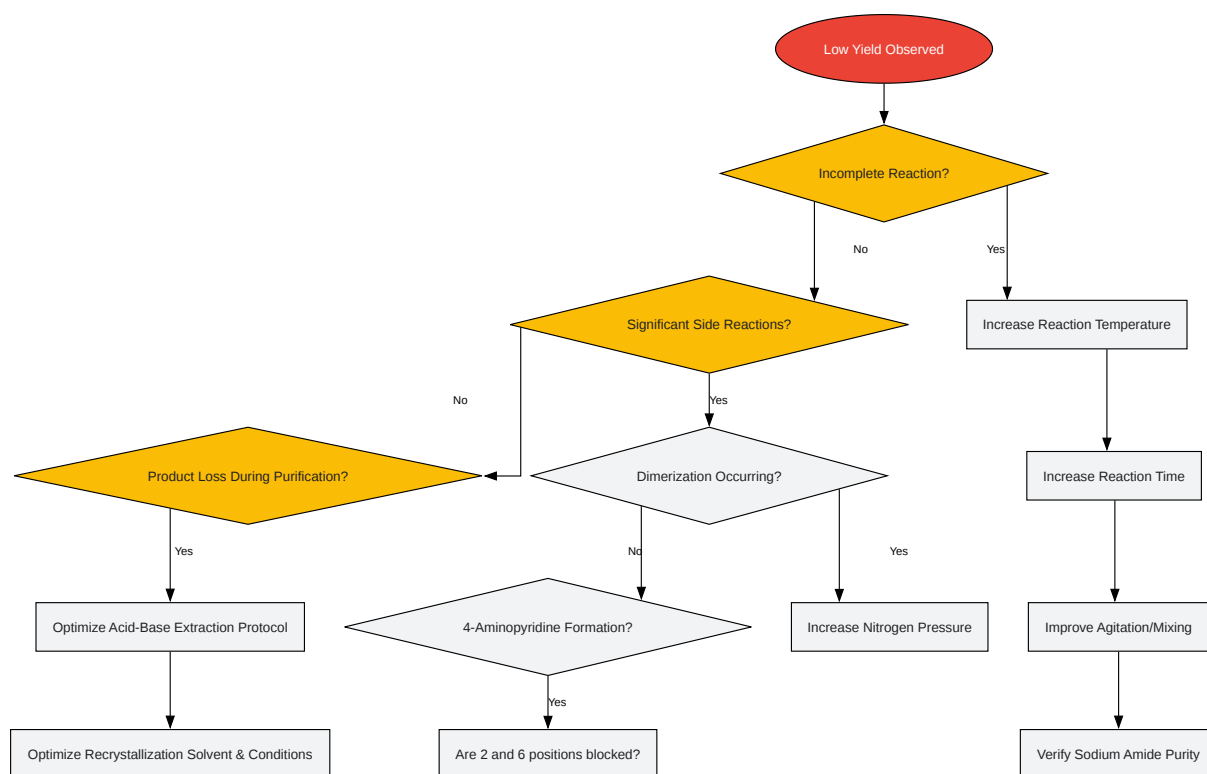 Low Yield Observed
Incomplete Reaction?
No
Yes
Significant Side Reactions?
Increase Reaction Temperature
No
Yes
Product Loss During Purification?
Dimerization Occurring?
Increase Reaction Time
Yes
No
Yes
Optimize Acid-Base Extraction Protocol
4-Aminopyridine Formation?
Increase Nitrogen Pressure
Improve Agitation/Mixing
Yes
Optimize Recrystallization Solvent & Conditions
Are 2 and 6 positions blocked?
Verify Sodium Amide Purity